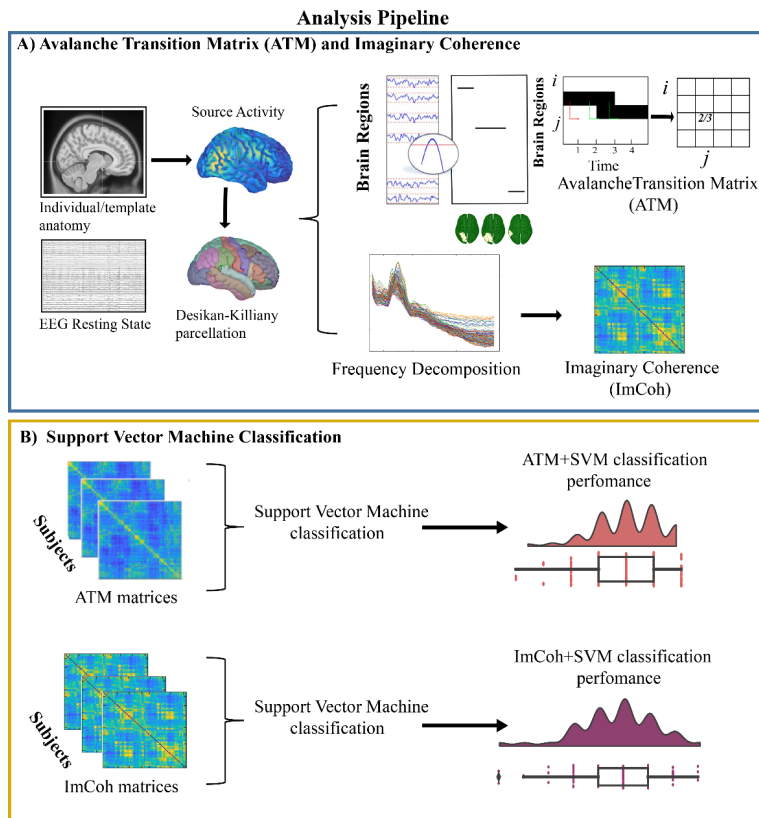 Analysis Pipeline
A) Avalanche Transition Matrix (ATM) and Imaginary Coherence
Source Activity
Individual/template
anatomy
EEG Resting State
Desikan-Killiany
parcellation
Brain Regions
Brain Regions
i
j
1 2 3 4
Time
i
2/3
j
AvalancheTransition Matrix
(ATM)
Frequency Decomposition
Imaginary Coherence
(ImCoh)
B) Support Vector Machine Classification
Subjects
ATM matrices
Support Vector Machine
classification
ATM+SVM classification
perfomance
Subjects
ImCoh matrices
Support Vector Machine
classification
ImCoh+SVM classification
perfomance